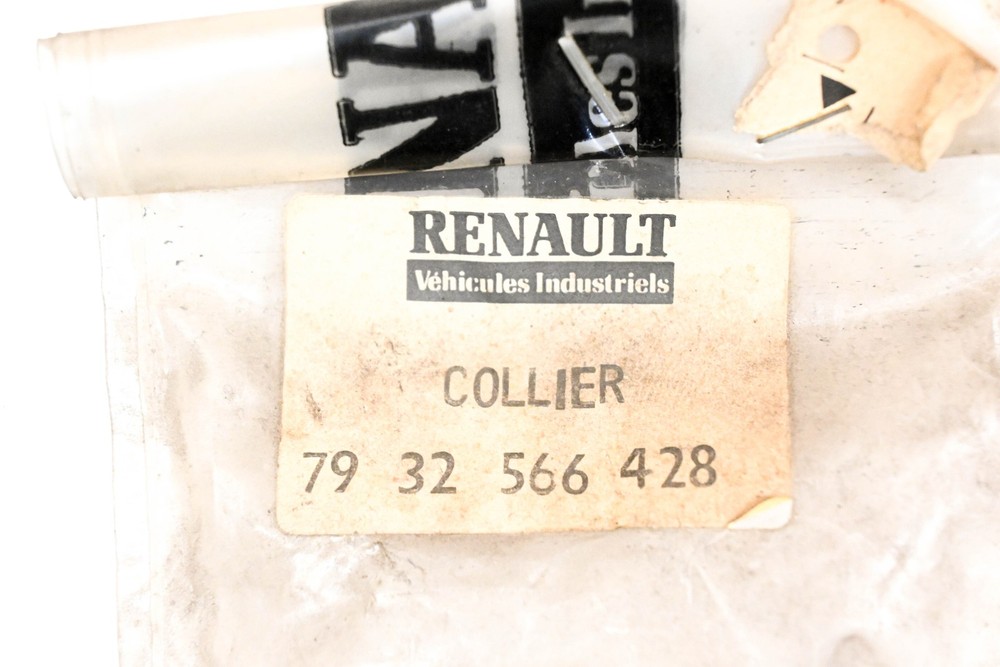 RENAULT
Véhicules Industriels
COLLIER
79 32 566 428